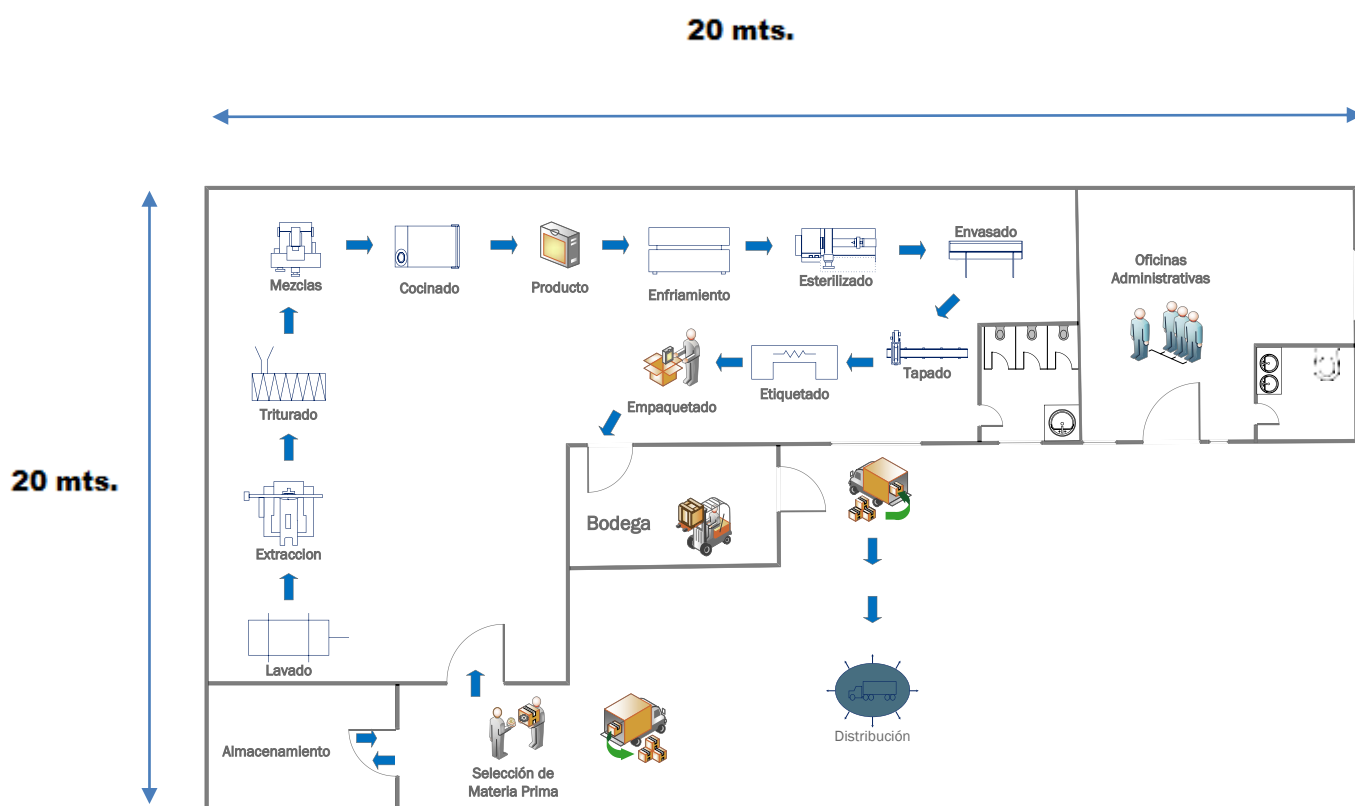 20 mts.
Mezclas
Cocinado
Producto
Enfriamiento
Esterilizado
Envasado
Oficinas
Administrativas
Triturado
Empaquetado
Etiquetado
Tapado
20 mts.
Extraccion
Bodega
Lavado
Almacenamiento
Selección de
Materia Prima
Distribución